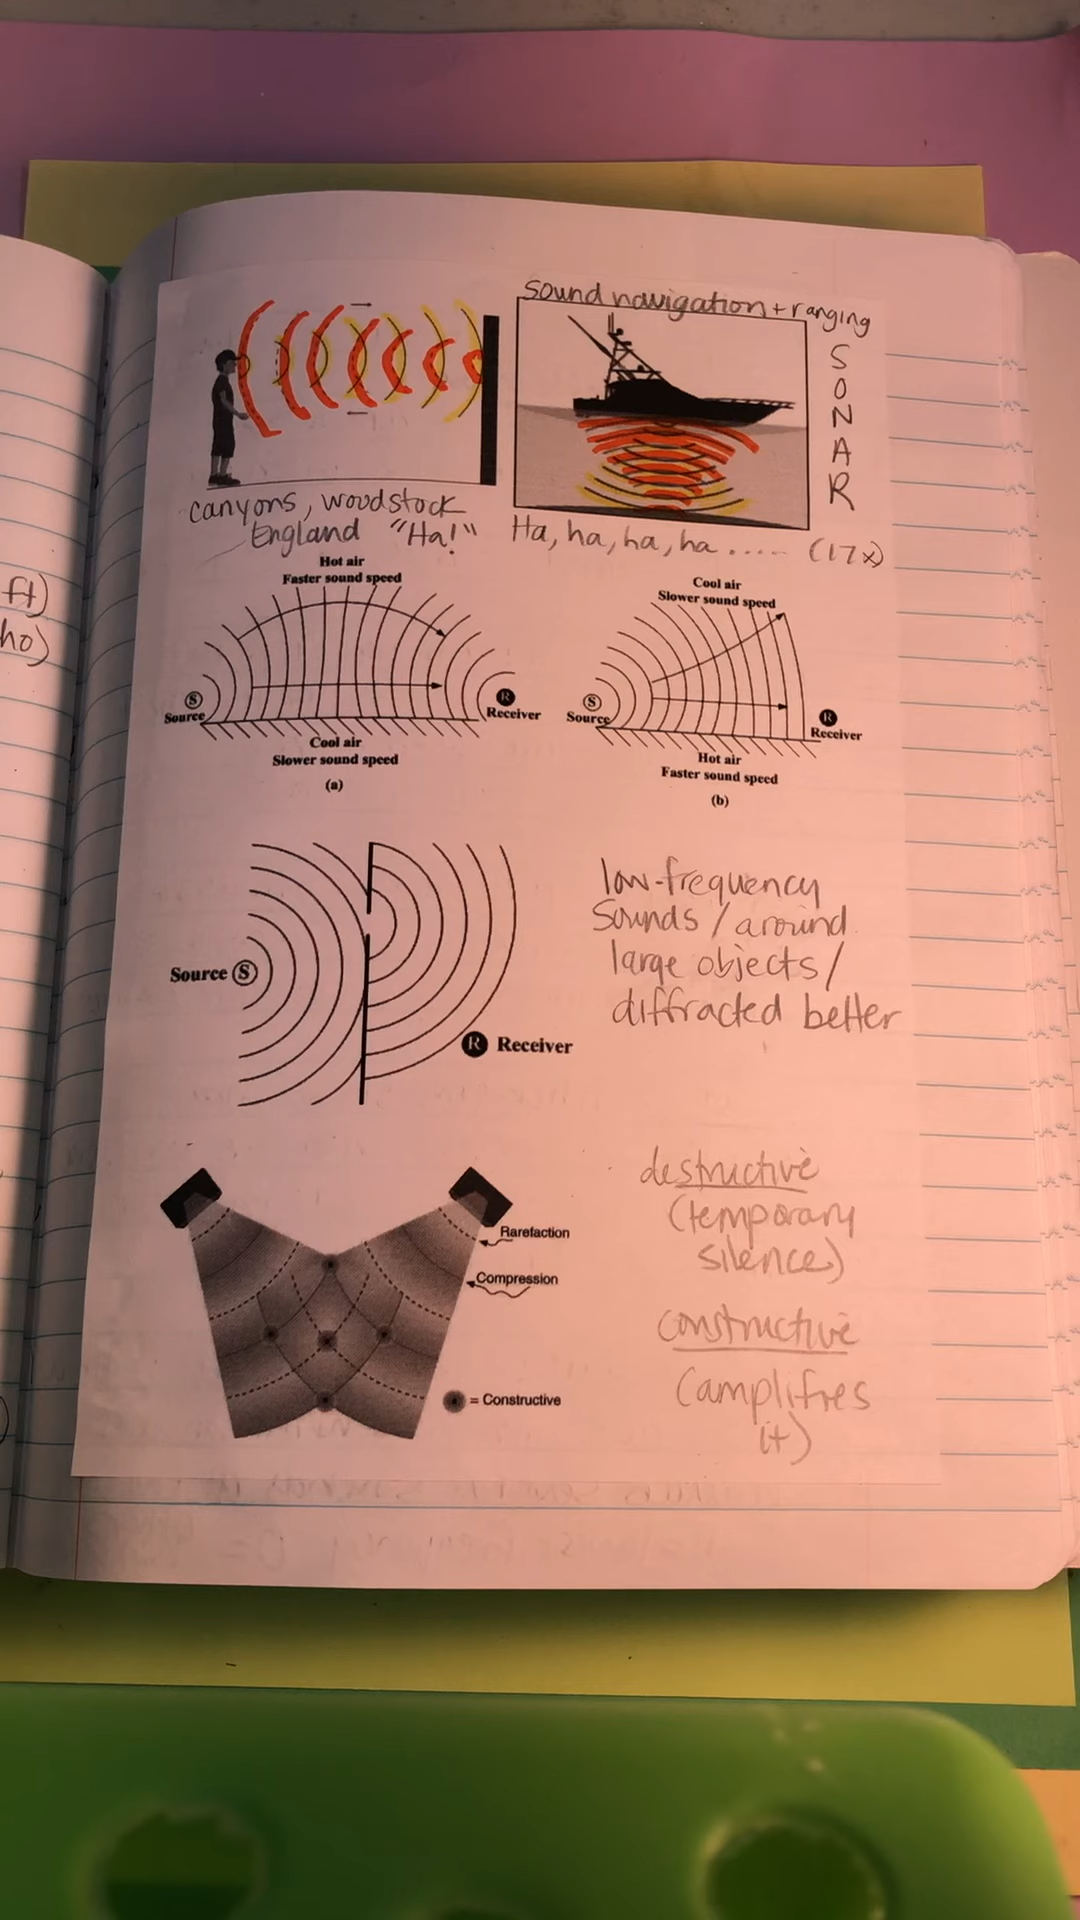 ft)
ho)
Sound navigation + ranging
S
O
N
A
R
canyons, woodstock
England "Ha!"
Ha, ha, ha, ha ..... (17x)
Hot air
Faster sound speed
S
Source
R
Receiver
Cool air
Slower sound speed
(a)
Cool air
Slower sound speed
S
Source
R
Receiver
Hot air
Faster sound speed
(b)
Source S
R Receiver
low-frequency
Sounds / around
large objects /
diffracted better
Rarefaction
Compression
= Constructive
destructive
(temporary
silence)
constructive
(amplifies
it)